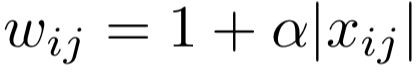 $w_{ij} = 1 + \alpha|x_{ij}|$